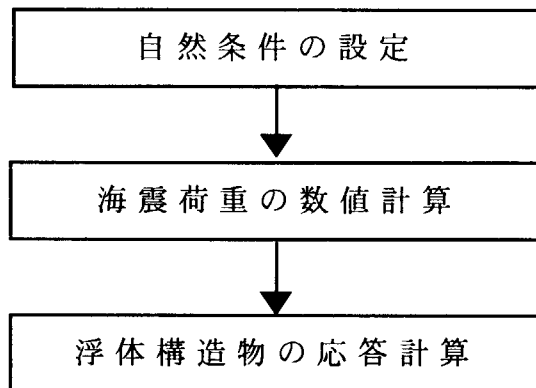 自然条件の設定
海震荷重の数値計算
浮体構造物の応答計算